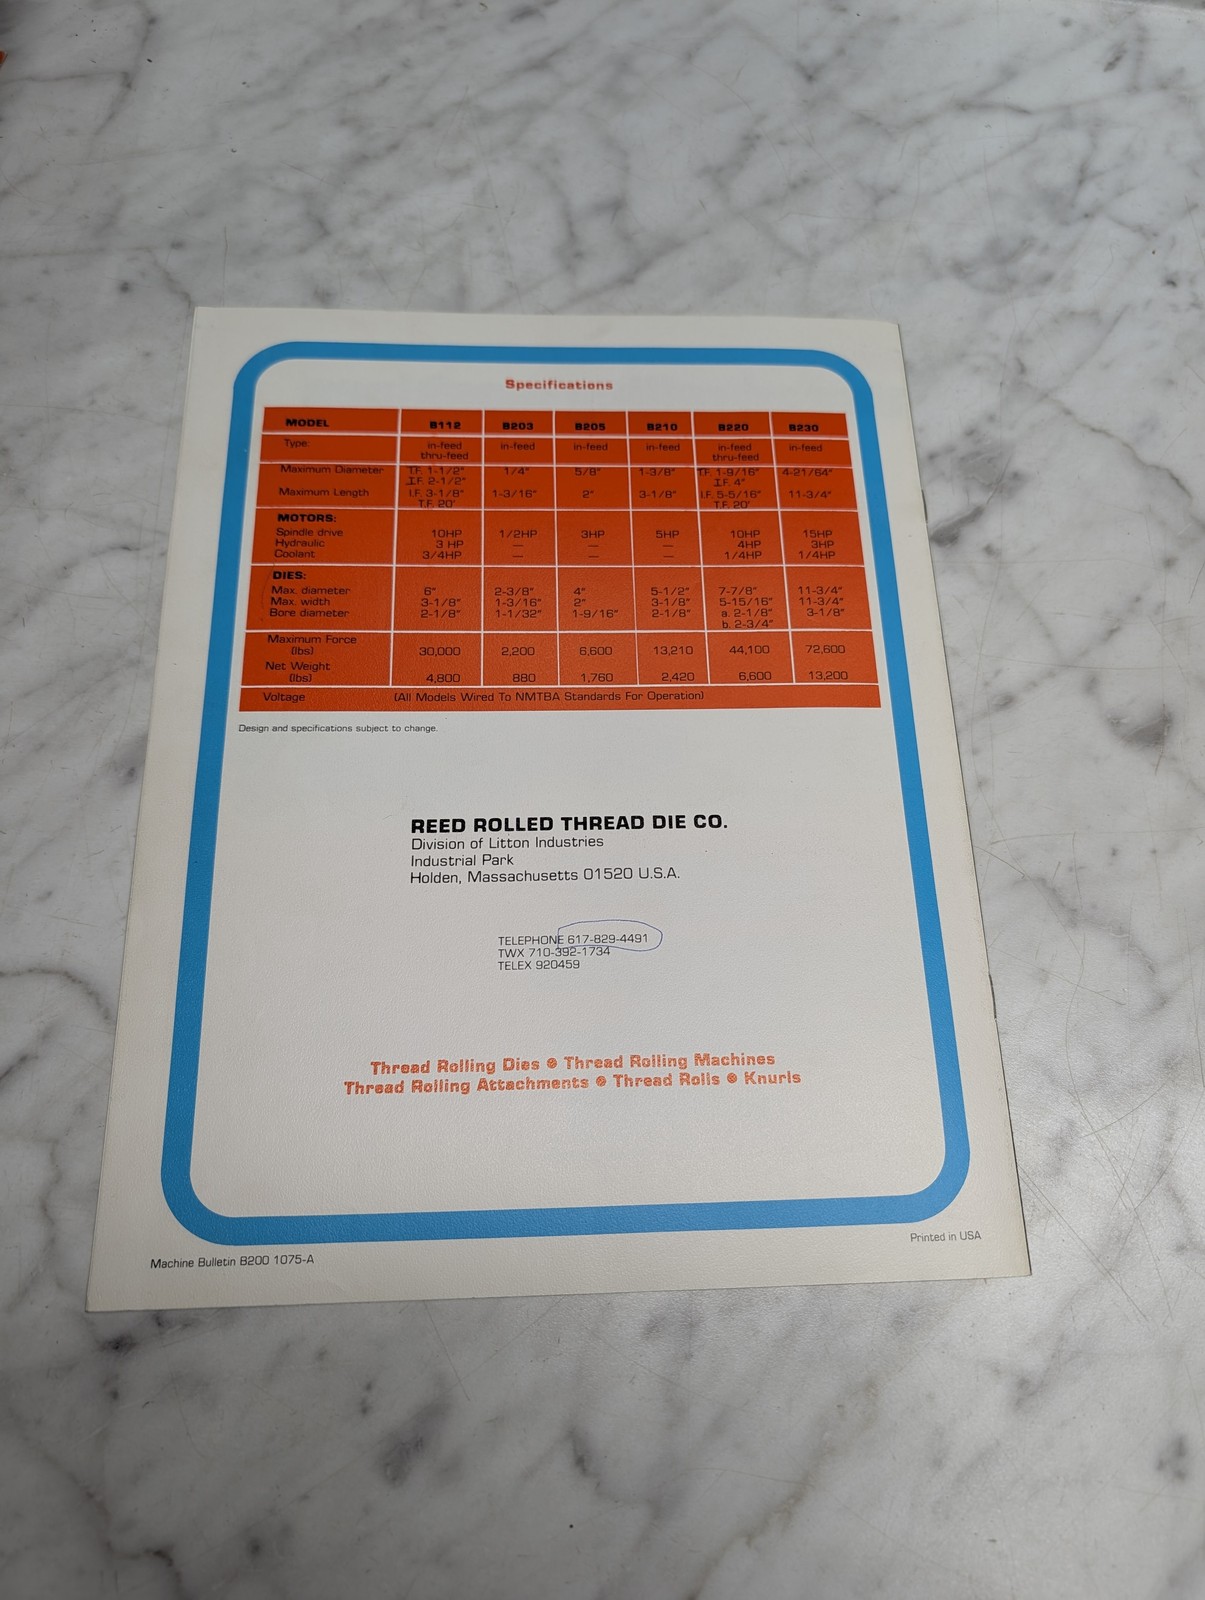 Specifications
MODEL B112 B203 B205 B210 B220 B230
Type: in-feed in-feed in-feed in-feed in-feed in-feed
thru-feed thru-feed
Maximum Diameter T.F. 1-1/2" 1/4" 5/8" 1-3/8" T.F. 1-9/16" 4-21/64"
I.F. 2-1/2" I.F. 4"
Maximum Length I.F. 3-1/8" 1-3/16" 2" 3-1/8" I.F. 5-5/16" 11-3/4"
T.F. 20' T.F. 20'
MOTORS:
Spindle drive 10HP 1/2HP 3HP 5HP 10HP 15HP
Hydraulic 3 HP — — — 4HP 3HP
Coolant 3/4HP — — — 1/4HP 1/4HP
DIES:
Max. diameter 6" 2-3/8" 4" 5-1/2" 7-7/8" 11-3/4"
Max. width 3-1/8" 1-3/16" 2" 3-1/8" 5-15/16" 11-3/4"
Bore diameter 2-1/8" 1-1/32" 1-9/16" 2-1/8" a. 2-1/8" 3-1/8"
b. 2-3/4"
Maximum Force
(lbs) 30,000 2,200 6,600 13,210 44,100 72,600
Net Weight
(lbs) 4,800 880 1,760 2,420 6,600 13,200
Voltage (All Models Wired To NMTBA Standards For Operation)
Design and specifications subject to change.
REED ROLLED THREAD DIE CO.
Division of Litton Industries
Industrial Park
Holden, Massachusetts 01520 U.S.A.
TELEPHONE 617-829-4491
TWX 710-392-1734
TELEX 920459
Thread Rolling Dies • Thread Rolling Machines
Thread Rolling Attachments • Thread Rolls • Knurls
Printed in USA
Machine Bulletin B200 1075-A